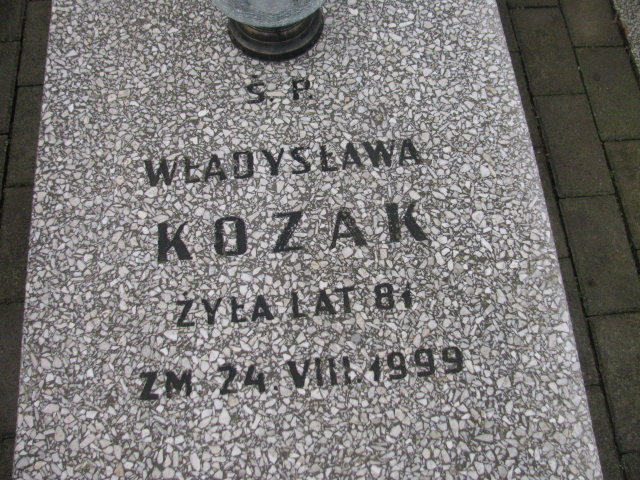 Ś. P.
WŁADYSŁAWA
KOZAK
ŻYŁA LAT 81
ZM 24. VIII. 1999